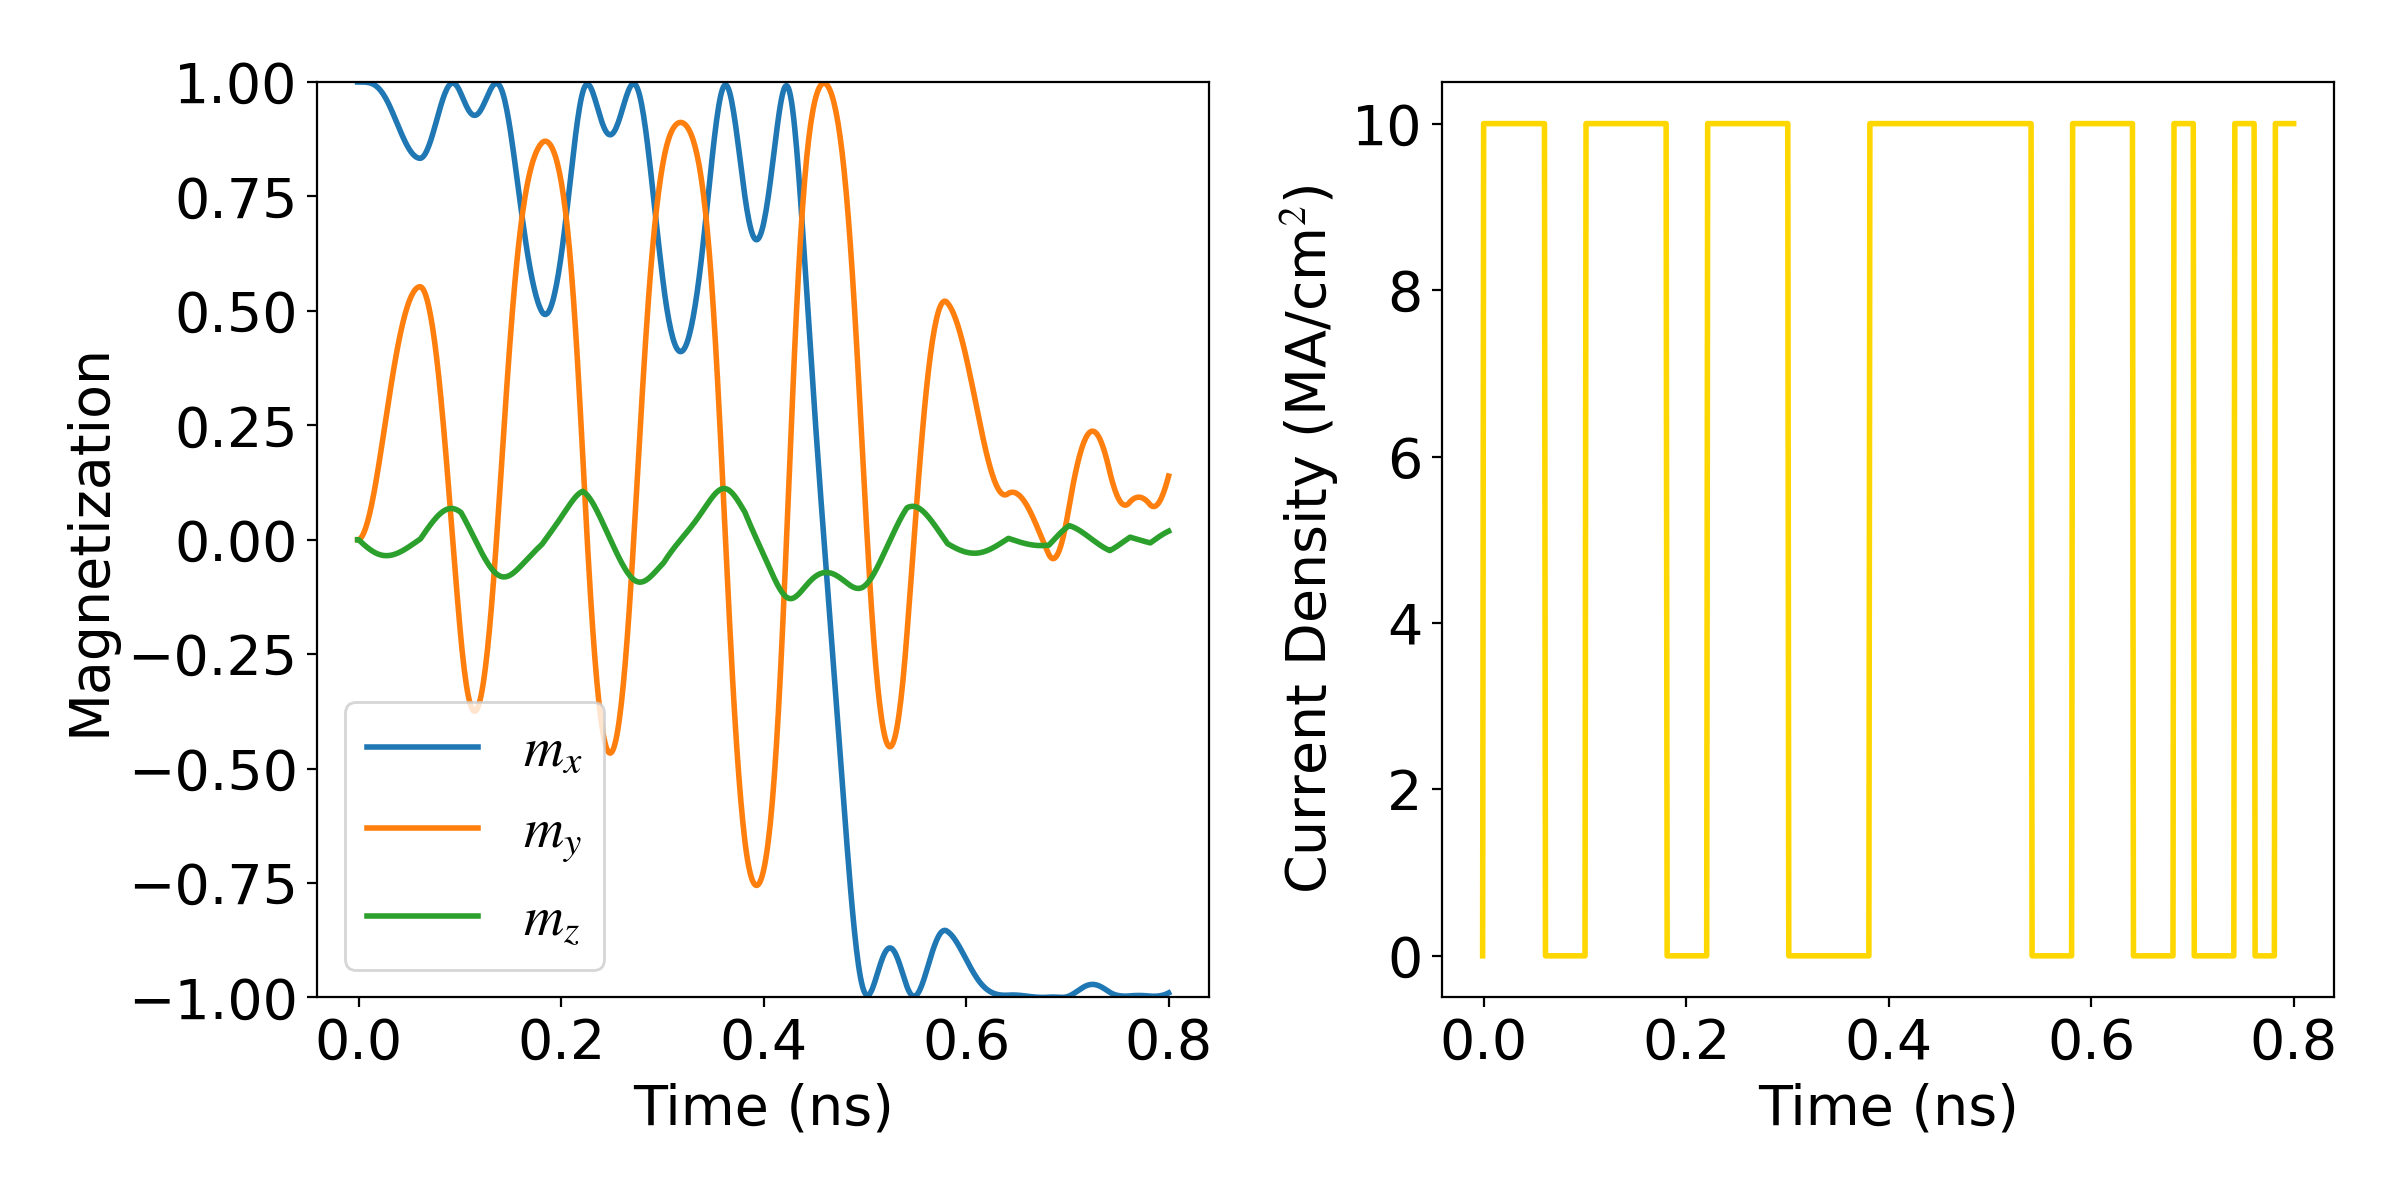 1.00
0.75
0.50
0.25
0.00
−0.25
−0.50
−0.75
−1.00
Magnetization
m_x
m_y
m_z
0.0 0.2 0.4 0.6 0.8
Time (ns)
10
8
6
4
2
0
Current Density (MA/cm²)
0.0 0.2 0.4 0.6 0.8
Time (ns)